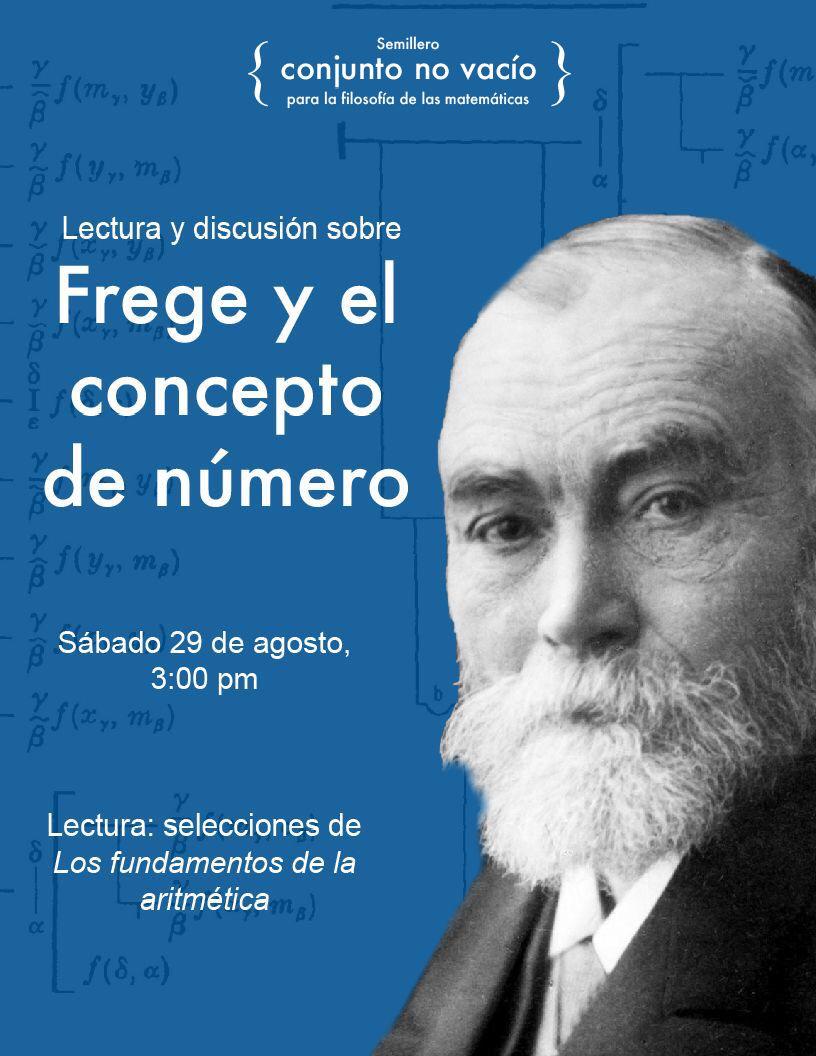 Semillero
{ conjunto no vacío }
para la filosofía de las matemáticas
Lectura y discusión sobre
Frege y el
concepto
de número
Sábado 29 de agosto,
3:00 pm
Lectura: selecciones de
Los fundamentos de la
aritmética
f(δ, α)